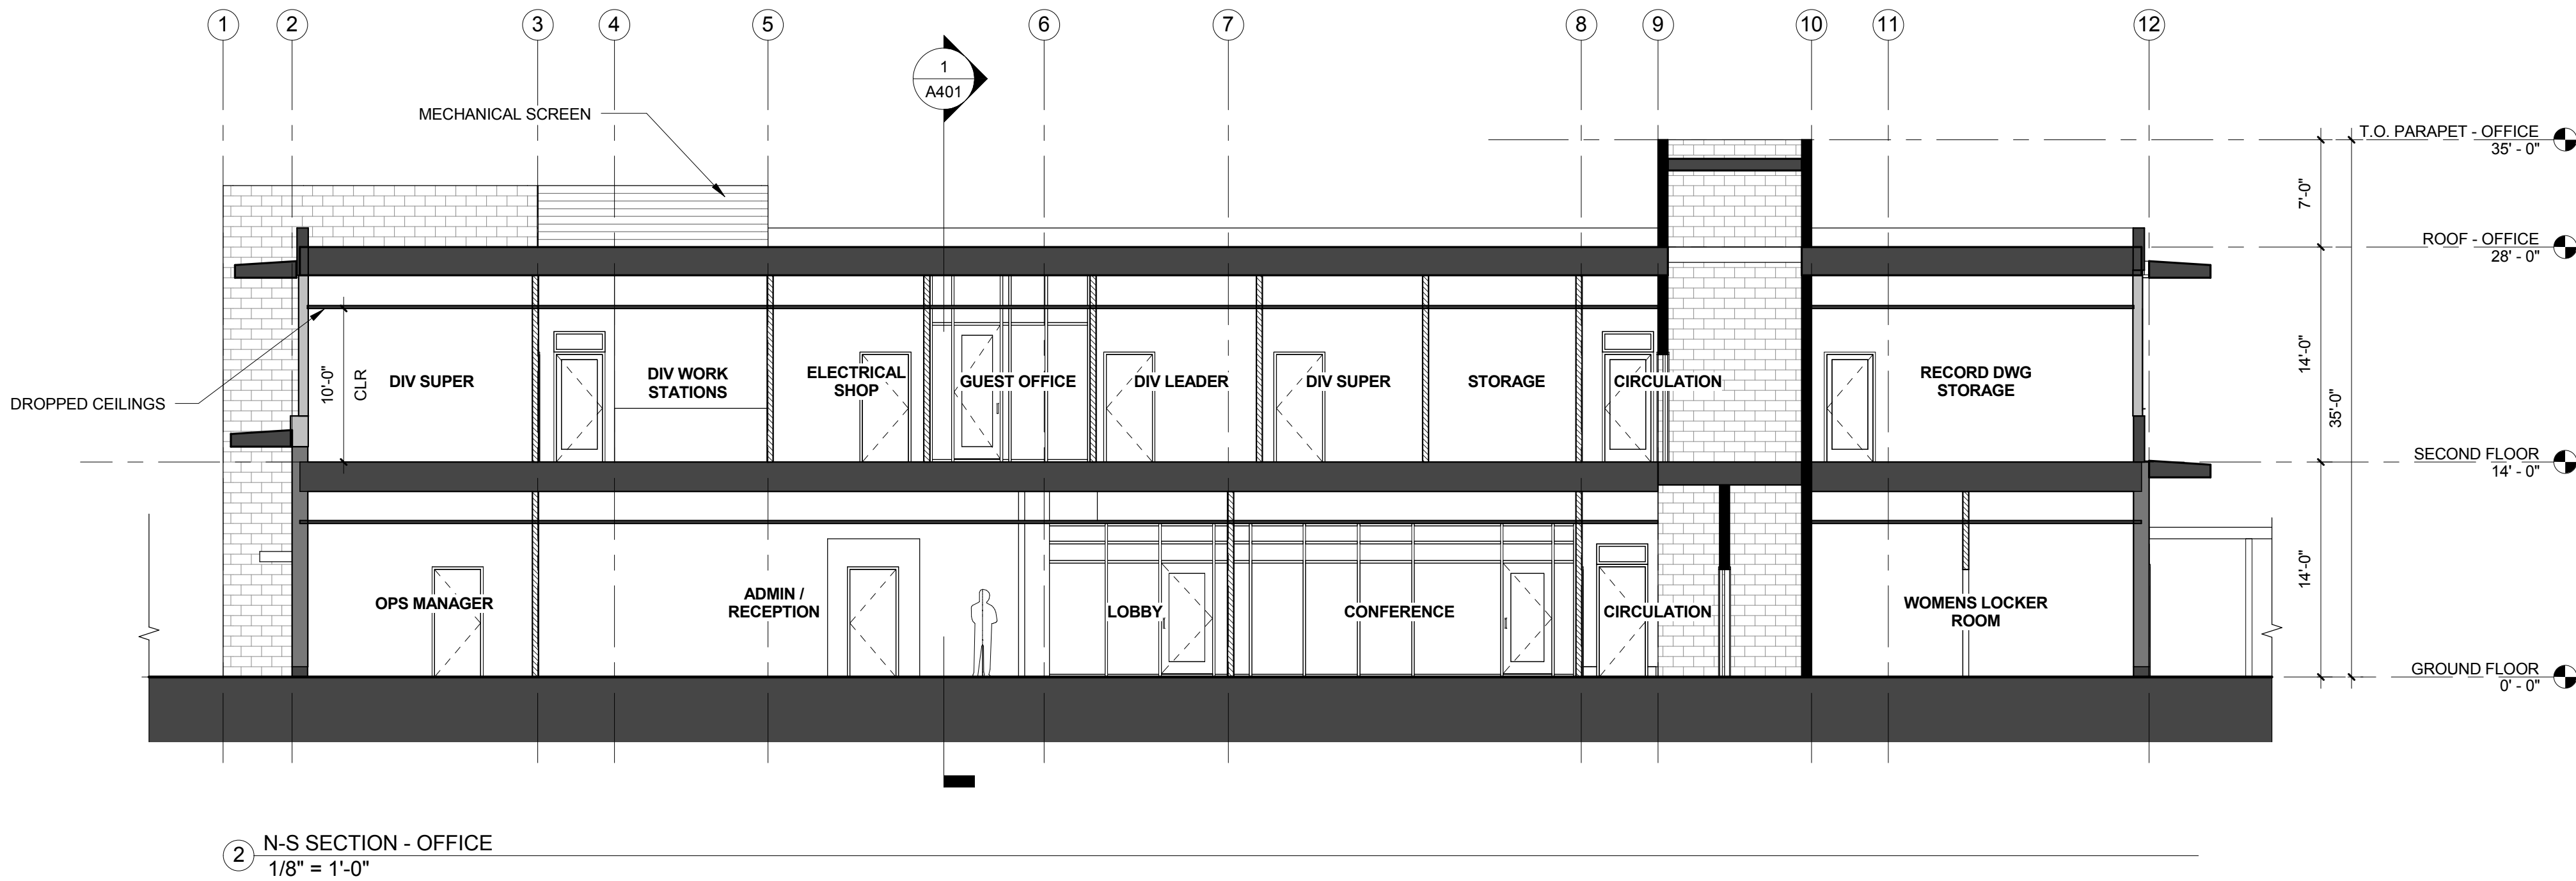 1 2 3 4 5 6 7 8 9 10 11 12
1
A401
MECHANICAL SCREEN
T.O. PARAPET - OFFICE
35' - 0"
7'-0"
ROOF - OFFICE
28' - 0"
DROPPED CEILINGS
10'-0"
CLR
DIV SUPER
DIV WORK
STATIONS
ELECTRICAL
SHOP
GUEST OFFICE
DIV LEADER
DIV SUPER
STORAGE
CIRCULATION
RECORD DWG
STORAGE
14'-0"
35'-0"
SECOND FLOOR
14' - 0"
OPS MANAGER
ADMIN /
RECEPTION
LOBBY
CONFERENCE
CIRCULATION
WOMENS LOCKER
ROOM
14'-0"
GROUND FLOOR
0' - 0"
2
N-S SECTION - OFFICE
1/8" = 1'-0"